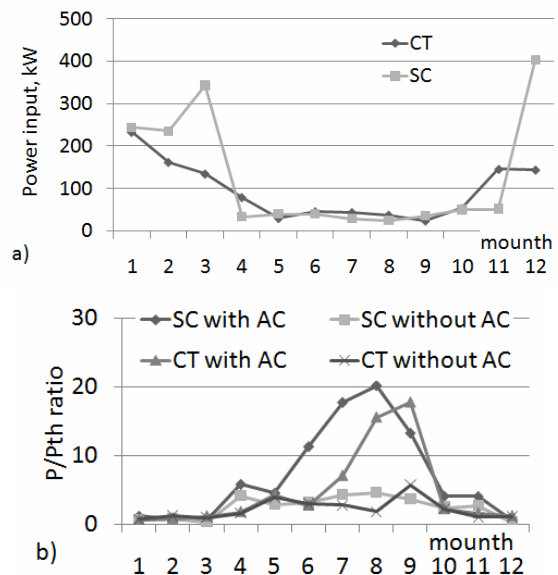 500
400
300
200
100
0
Power input, kW
CT
SC
mounth
1 2 3 4 5 6 7 8 9 10 11 12
a)
30
20
10
0
P/Pth ratio
SC with AC
SC without AC
CT with AC
CT without AC
mounth
1 2 3 4 5 6 7 8 9 10 11 12
b)